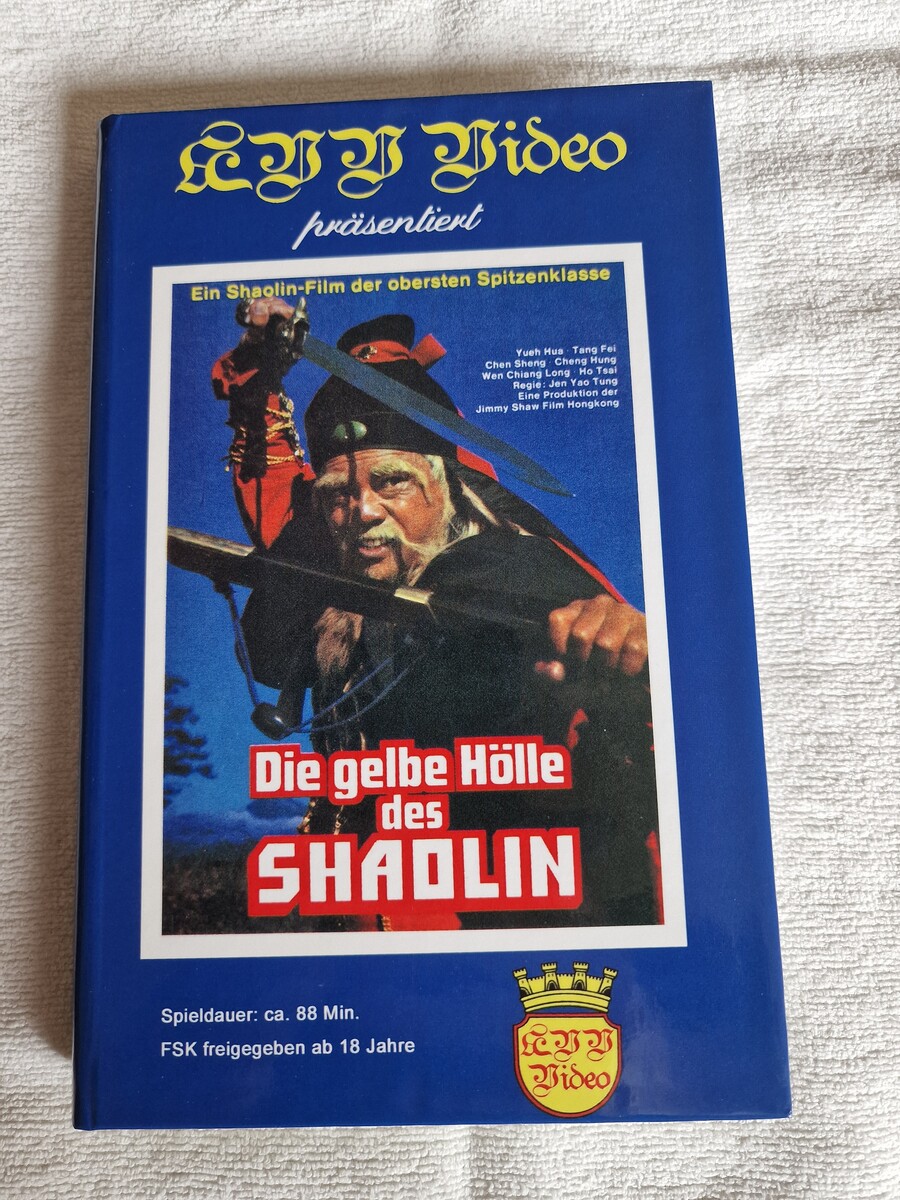 KVV Video
präsentiert
Ein Shaolin-Film der obersten Spitzenklasse
Yueh Hua · Tang Fei
Chen Sheng · Cheng Hung
Wen Chiang Long · Ho Tsai
Regie: Jen Yao Tung
Eine Produktion der
Jimmy Shaw Film Hongkong
Die gelbe Hölle
des
SHAOLIN
Spieldauer: ca. 88 Min.
FSK freigegeben ab 18 Jahre
KVV
Video